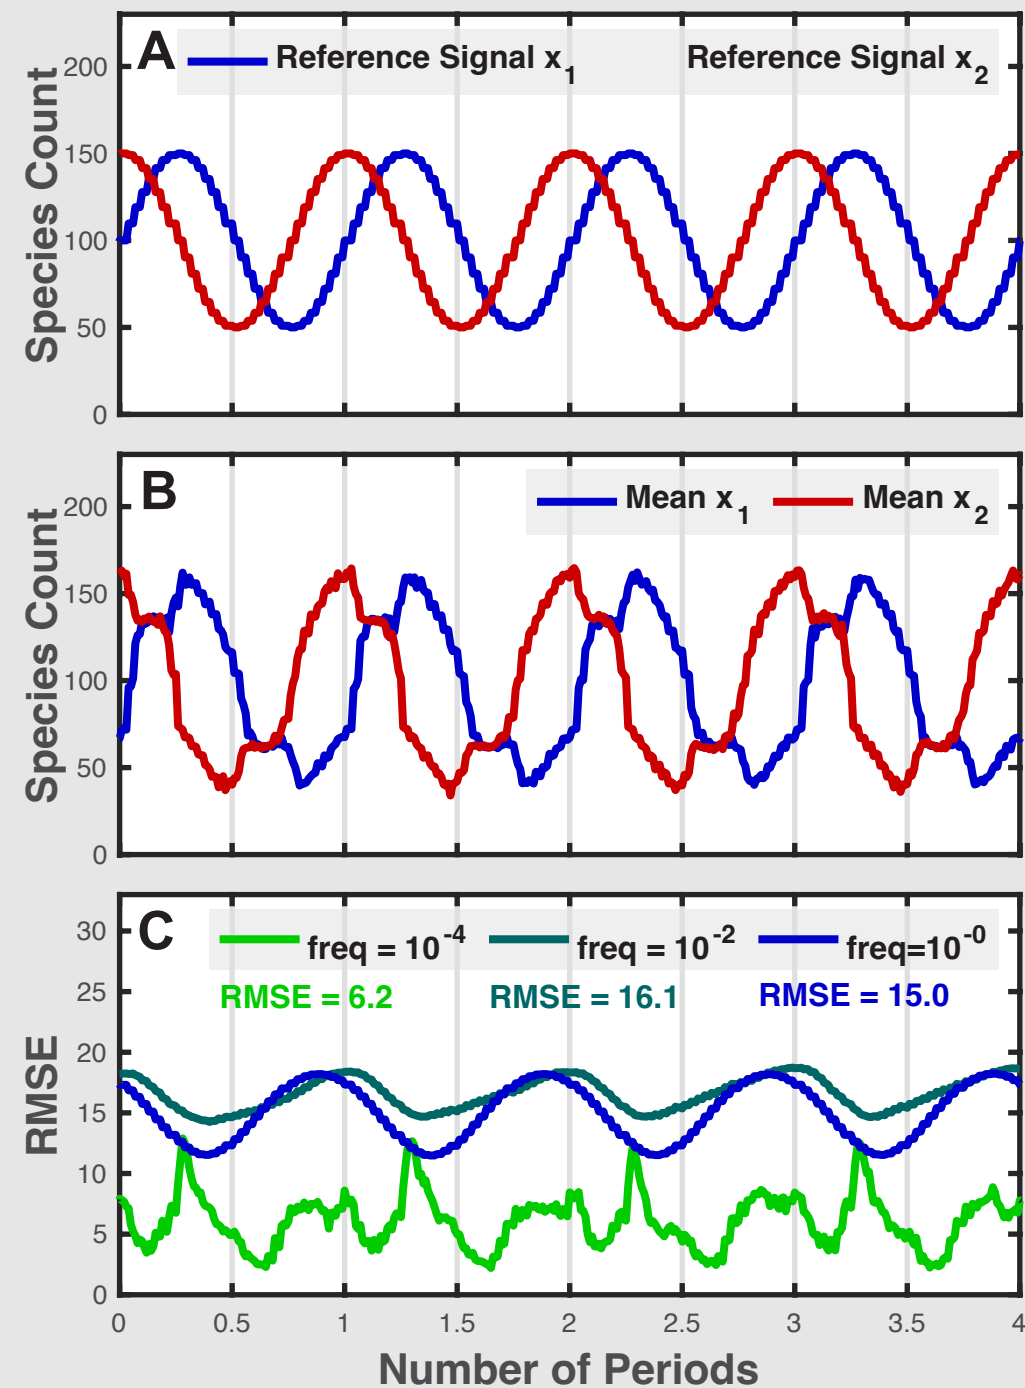 A
Reference Signal x1 Reference Signal x2
Species Count
200
150
100
50
0
B
Mean x1 Mean x2
Species Count
200
150
100
50
0
C
freq = 10-4 freq = 10-2 freq=10-0
RMSE = 6.2 RMSE = 16.1 RMSE = 15.0
RMSE
30
25
20
15
10
5
0
0 0.5 1 1.5 2 2.5 3 3.5 4
Number of Periods